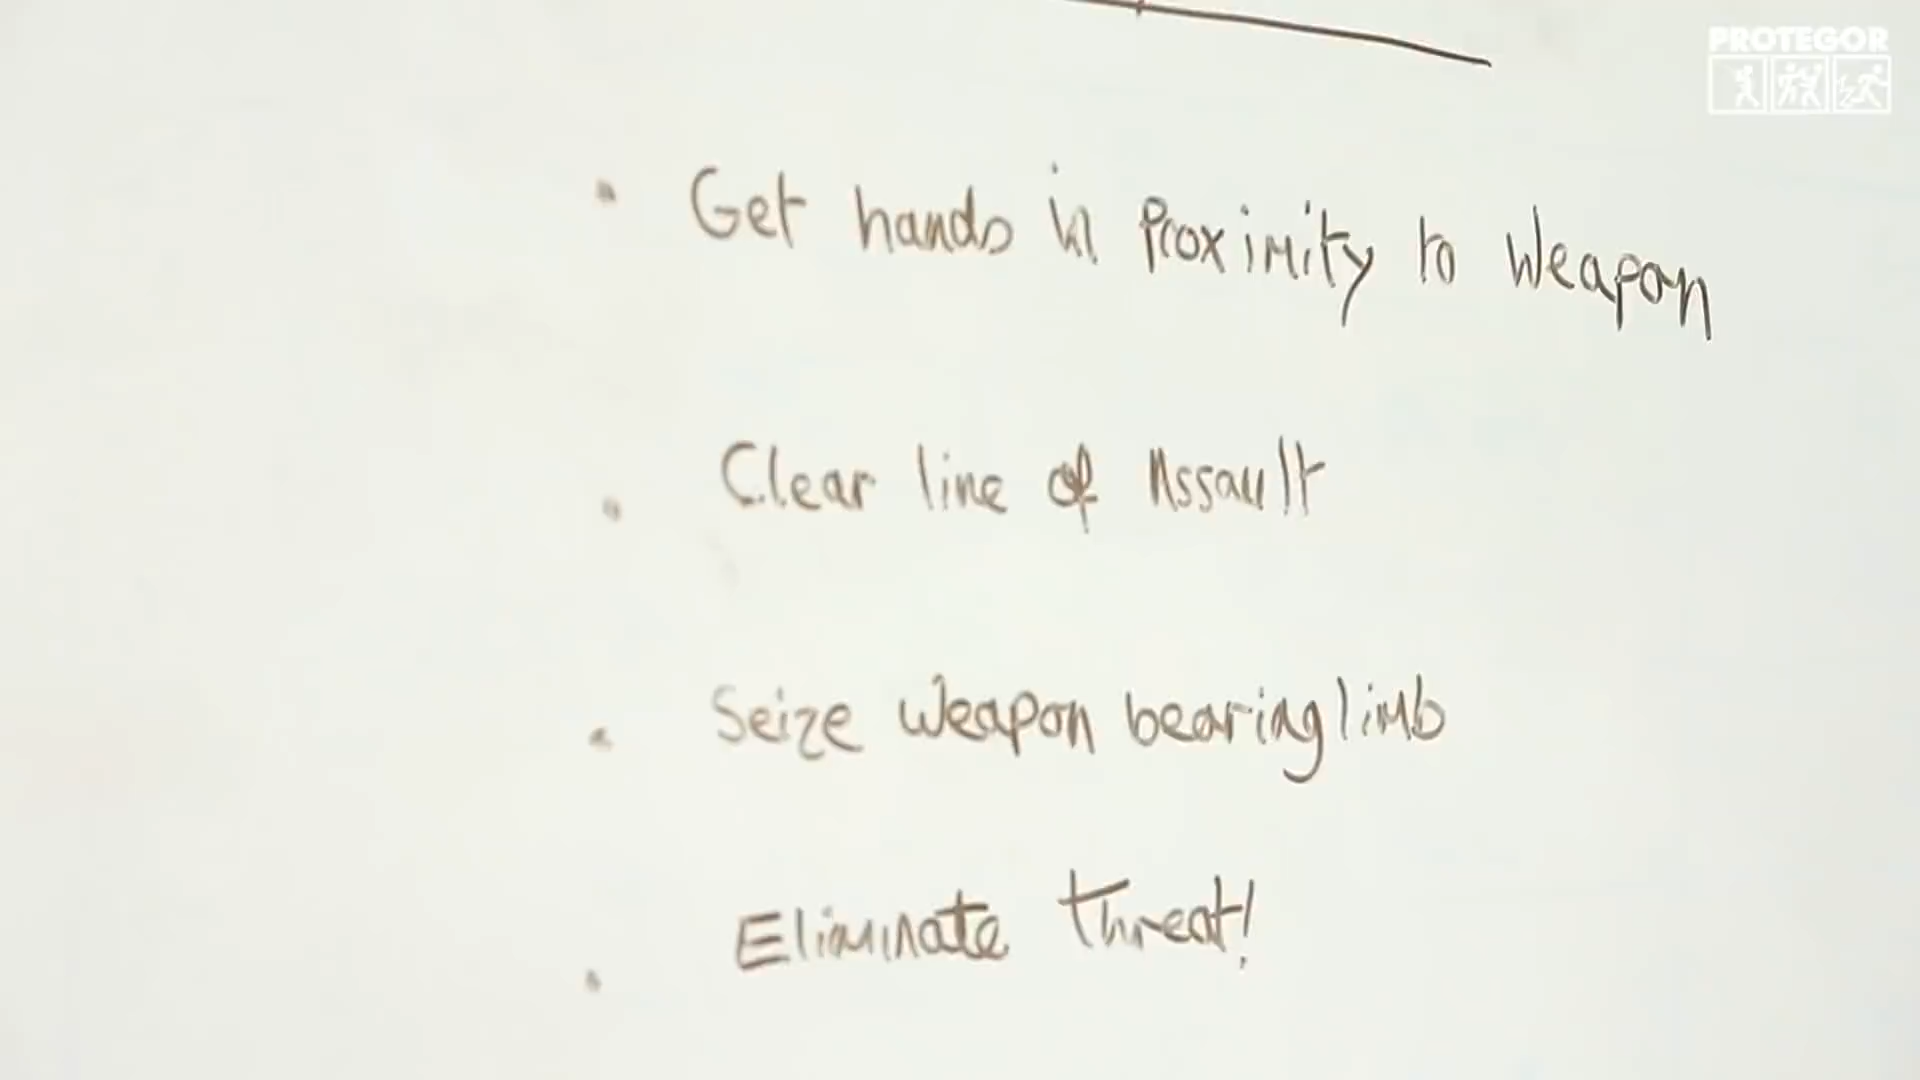 PROTEGOR
• Get hands in Proximity to Weapon
• Clear line of Assault
• Seize Weapon bearing limb
• Eliminate threat!